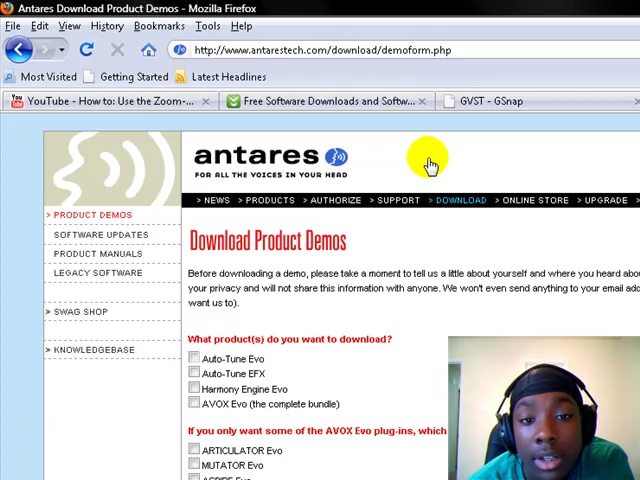 Antares Download Product Demos - Mozilla Firefox
File Edit View History Bookmarks Tools Help
http://www.antarestech.com/download/demoform.php
Most Visited Getting Started Latest Headlines
YouTube - How to: Use the Zoom-... Free Software Downloads and Softw... GVST - GSnap
antares
FOR ALL THE VOICES IN YOUR HEAD
> NEWS > PRODUCTS > AUTHORIZE > SUPPORT > DOWNLOAD > ONLINE STORE > UPGRADE >
> PRODUCT DEMOS
SOFTWARE UPDATES
PRODUCT MANUALS
LEGACY SOFTWARE
> SWAG SHOP
> KNOWLEDGEBASE
Download Product Demos
Before downloading a demo, please take a moment to tell us a little about yourself and where you heard abou
your privacy and will not share this information with anyone. We won't even send anything to your email add
want us to).
What product(s) do you want to download?
Auto-Tune Evo
Auto-Tune EFX
Harmony Engine Evo
AVOX Evo (the complete bundle)
If you only want some of the AVOX Evo plug-ins, which
ARTICULATOR Evo
MUTATOR Evo